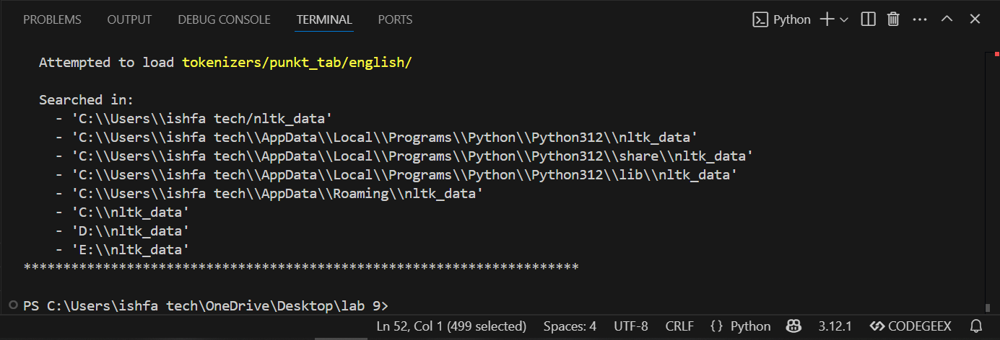 PROBLEMS OUTPUT DEBUG CONSOLE TERMINAL PORTS Python
Attempted to load tokenizers/punkt_tab/english/
Searched in:
- 'C:\\Users\\ishfa tech/nltk_data'
- 'C:\\Users\\ishfa tech\\AppData\\Local\\Programs\\Python\\Python312\\nltk_data'
- 'C:\\Users\\ishfa tech\\AppData\\Local\\Programs\\Python\\Python312\\share\\nltk_data'
- 'C:\\Users\\ishfa tech\\AppData\\Local\\Programs\\Python\\Python312\\lib\\nltk_data'
- 'C:\\Users\\ishfa tech\\AppData\\Roaming\\nltk_data'
- 'C:\\nltk_data'
- 'D:\\nltk_data'
- 'E:\\nltk_data'
**********************************************************************
PS C:\Users\ishfa tech\OneDrive\Desktop\lab 9>
Ln 52, Col 1 (499 selected) Spaces: 4 UTF-8 CRLF {} Python 3.12.1 CODEGEEX